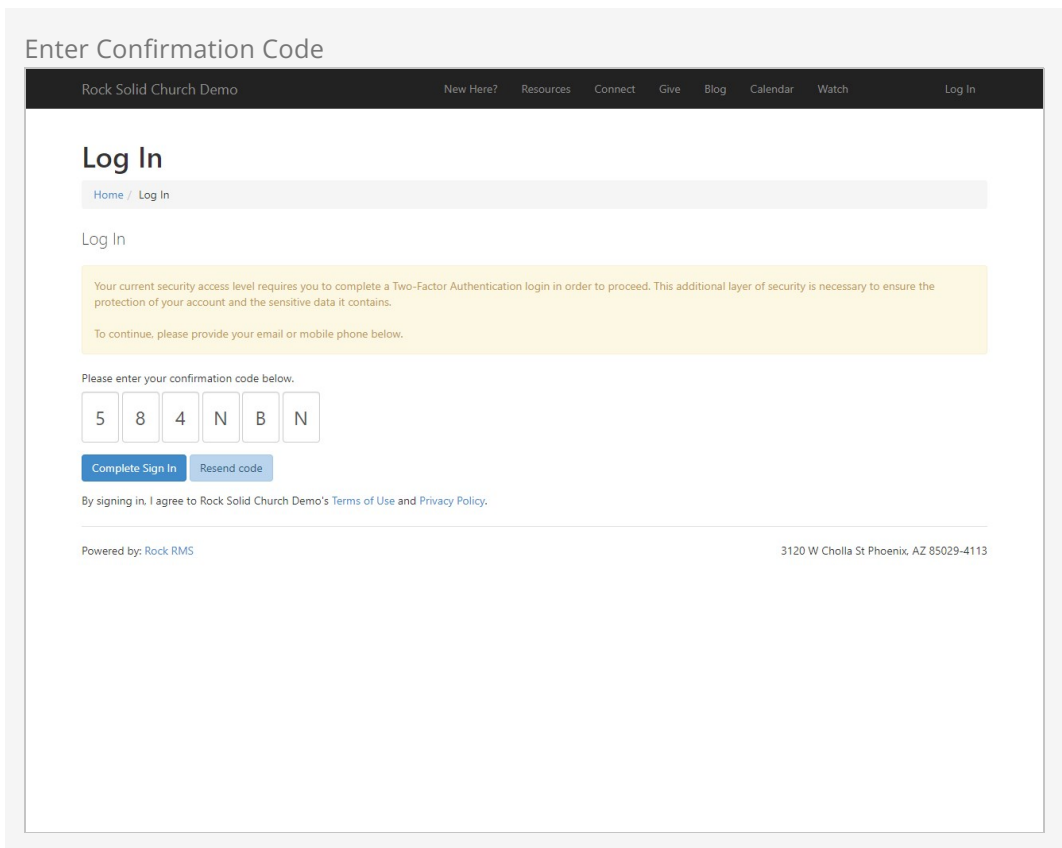 Enter Confirmation Code
Rock Solid Church Demo New Here? Resources Connect Give Blog Calendar Watch Log In
Log In
Home / Log In
Log In
Your current security access level requires you to complete a Two-Factor Authentication login in order to proceed. This additional layer of security is necessary to ensure the
protection of your account and the sensitive data it contains.
To continue, please provide your email or mobile phone below.
Please enter your confirmation code below.
5 8 4 N B N
Complete Sign In Resend code
By signing in, I agree to Rock Solid Church Demo's Terms of Use and Privacy Policy.
Powered by: Rock RMS 3120 W Cholla St Phoenix, AZ 85029-4113